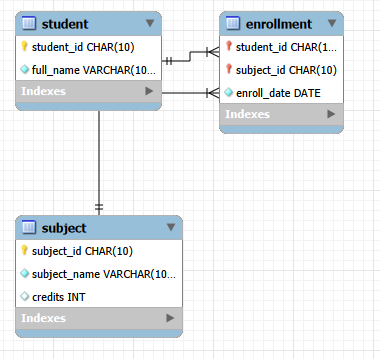 student
student_id CHAR(10)
full_name VARCHAR(10...
Indexes
enrollment
student_id CHAR(1...
subject_id CHAR(10)
enroll_date DATE
Indexes
subject
subject_id CHAR(10)
subject_name VARCHAR(10...
credits INT
Indexes